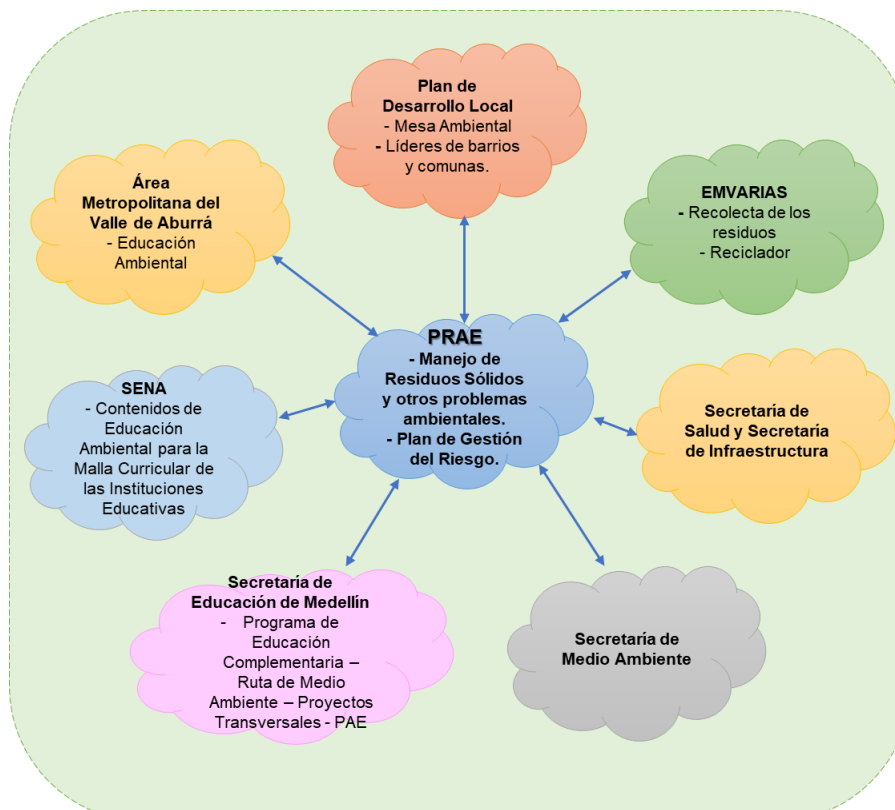 Plan de
Desarrollo Local
- Mesa Ambiental
- Líderes de barrios
y comunas.
Área
Metropolitana del
Valle de Aburrá
- Educación
Ambiental
EMVARIAS
- Recolecta de los
residuos
- Reciclador
PRAE
- Manejo de
Residuos Sólidos
y otros problemas
ambientales.
- Plan de Gestión
del Riesgo.
SENA
- Contenidos de
Educación
Ambiental para la
Malla Curricular de
las Instituciones
Educativas
Secretaría de
Salud y Secretaría
de Infraestructura
Secretaría de
Educación de Medellín
- Programa de
Educación
Complementaria –
Ruta de Medio
Ambiente – Proyectos
Transversales - PAE
Secretaría de
Medio Ambiente